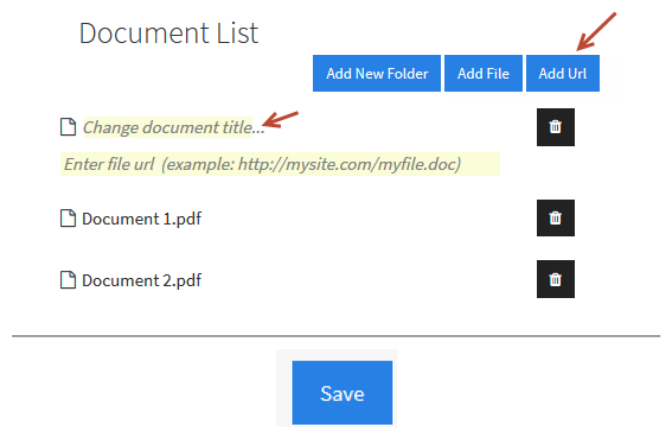 Document List
Add New Folder Add File Add Url
Change document title...
Enter file url (example: http://mysite.com/myfile.doc)
Document 1.pdf
Document 2.pdf
Save